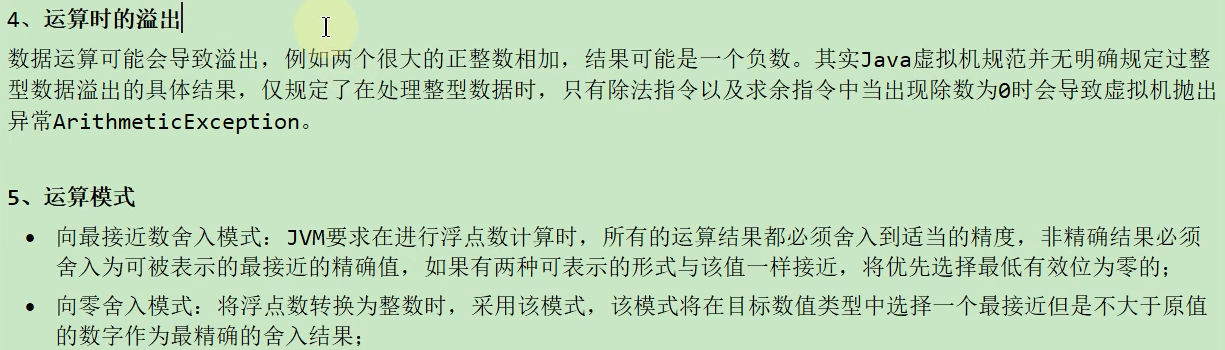 4、运算时的溢出
数据运算可能会导致溢出，例如两个很大的正整数相加，结果可能是一个负数。其实Java虚拟机规范并无明确规定过整
型数据溢出的具体结果，仅规定了在处理整型数据时，只有除法指令以及求余指令中当出现除数为0时会导致虚拟机抛出
异常ArithmeticException。
5、运算模式
• 向最接近数舍入模式：JVM要求在进行浮点数计算时，所有的运算结果都必须舍入到适当的精度，非精确结果必须
舍入为可被表示的最接近的精确值，如果有两种可表示的形式与该值一样接近，将优先选择最低有效位为零的；
• 向零舍入模式：将浮点数转换为整数时，采用该模式，该模式将在目标数值类型中选择一个最接近但是不大于原值
的数字作为最精确的舍入结果；